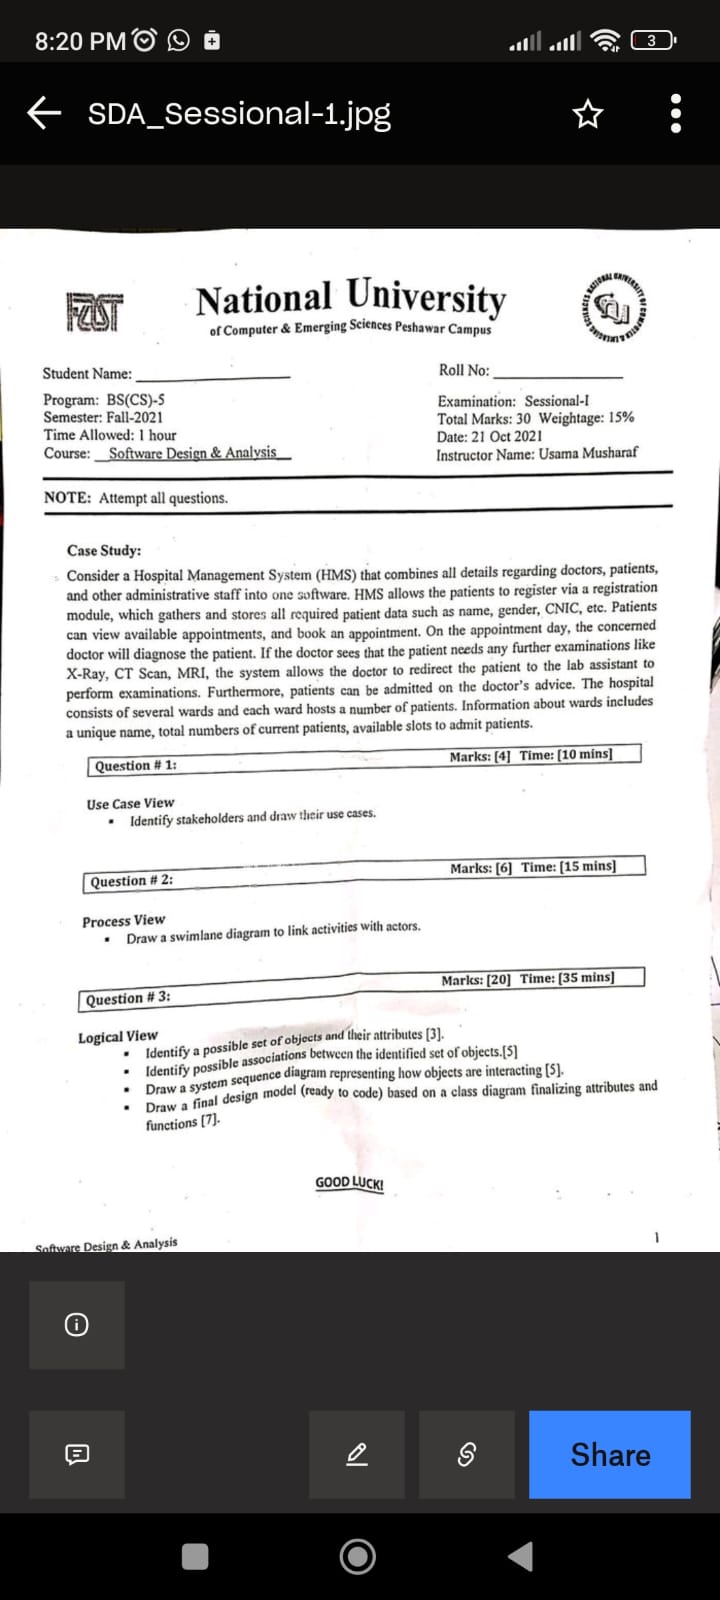 8:20 PM
3
SDA_Sessional-1.jpg
FAST
National University
of Computer & Emerging Sciences Peshawar Campus
Student Name:
Roll No:
Program: BS(CS)-5
Examination: Sessional-I
Semester: Fall-2021
Total Marks: 30 Weightage: 15%
Time Allowed: 1 hour
Date: 21 Oct 2021
Course: Software Design & Analysis
Instructor Name: Usama Musharaf
NOTE: Attempt all questions.
Case Study:
Consider a Hospital Management System (HMS) that combines all details regarding doctors, patients,
and other administrative staff into one software. HMS allows the patients to register via a registration
module, which gathers and stores all required patient data such as name, gender, CNIC, etc. Patients
can view available appointments, and book an appointment. On the appointment day, the concerned
doctor will diagnose the patient. If the doctor sees that the patient needs any further examinations like
X-Ray, CT Scan, MRI, the system allows the doctor to redirect the patient to the lab assistant to
perform examinations. Furthermore, patients can be admitted on the doctor's advice. The hospital
consists of several wards and each ward hosts a number of patients. Information about wards includes
a unique name, total numbers of current patients, available slots to admit patients.
Question # 1:
Marks: [4] Time: [10 mins]
Use Case View
▪ Identify stakeholders and draw their use cases.
Question # 2:
Marks: [6] Time: [15 mins]
Process View
▪ Draw a swimlane diagram to link activities with actors.
Question # 3:
Marks: [20] Time: [35 mins]
Logical View
▪ Identify a possible set of objects and their attributes [3].
▪ Identify possible associations between the identified set of objects.[5]
▪ Draw a system sequence diagram representing how objects are interacting [5].
▪ Draw a final design model (ready to code) based on a class diagram finalizing attributes and
functions [7].
GOOD LUCK!
Software Design & Analysis
1
Share